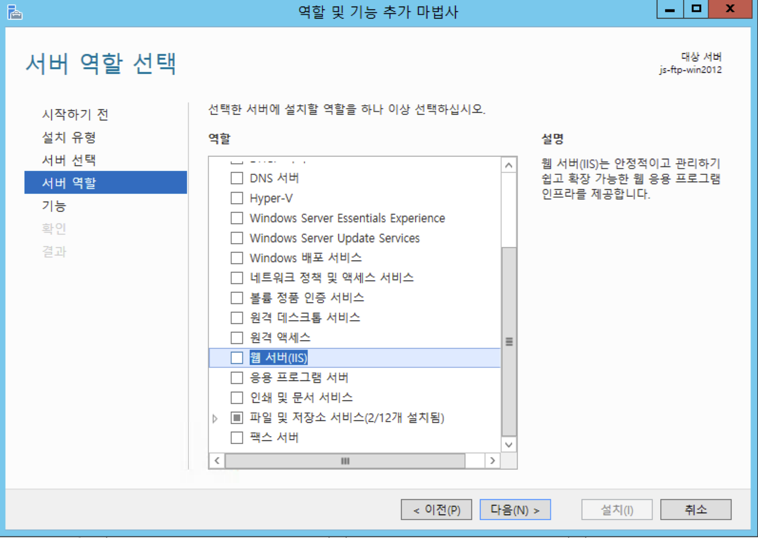 역할 및 기능 추가 마법사
서버 역할 선택
대상 서버
js-ftp-win2012
시작하기 전
설치 유형
서버 선택
서버 역할
기능
확인
결과
선택한 서버에 설치할 역할을 하나 이상 선택하십시오.
역할
DNS 서버
Hyper-V
Windows Server Essentials Experience
Windows Server Update Services
Windows 배포 서비스
네트워크 정책 및 액세스 서비스
볼륨 정품 인증 서비스
원격 데스크톱 서비스
원격 액세스
웹 서버(IIS)
응용 프로그램 서버
인쇄 및 문서 서비스
파일 및 저장소 서비스(2/12개 설치됨)
팩스 서버
설명
웹 서버(IIS)는 안정적이고 관리하기
쉽고 확장 가능한 웹 응용 프로그램
인프라를 제공합니다.
< 이전(P)
다음(N) >
설치(I)
취소